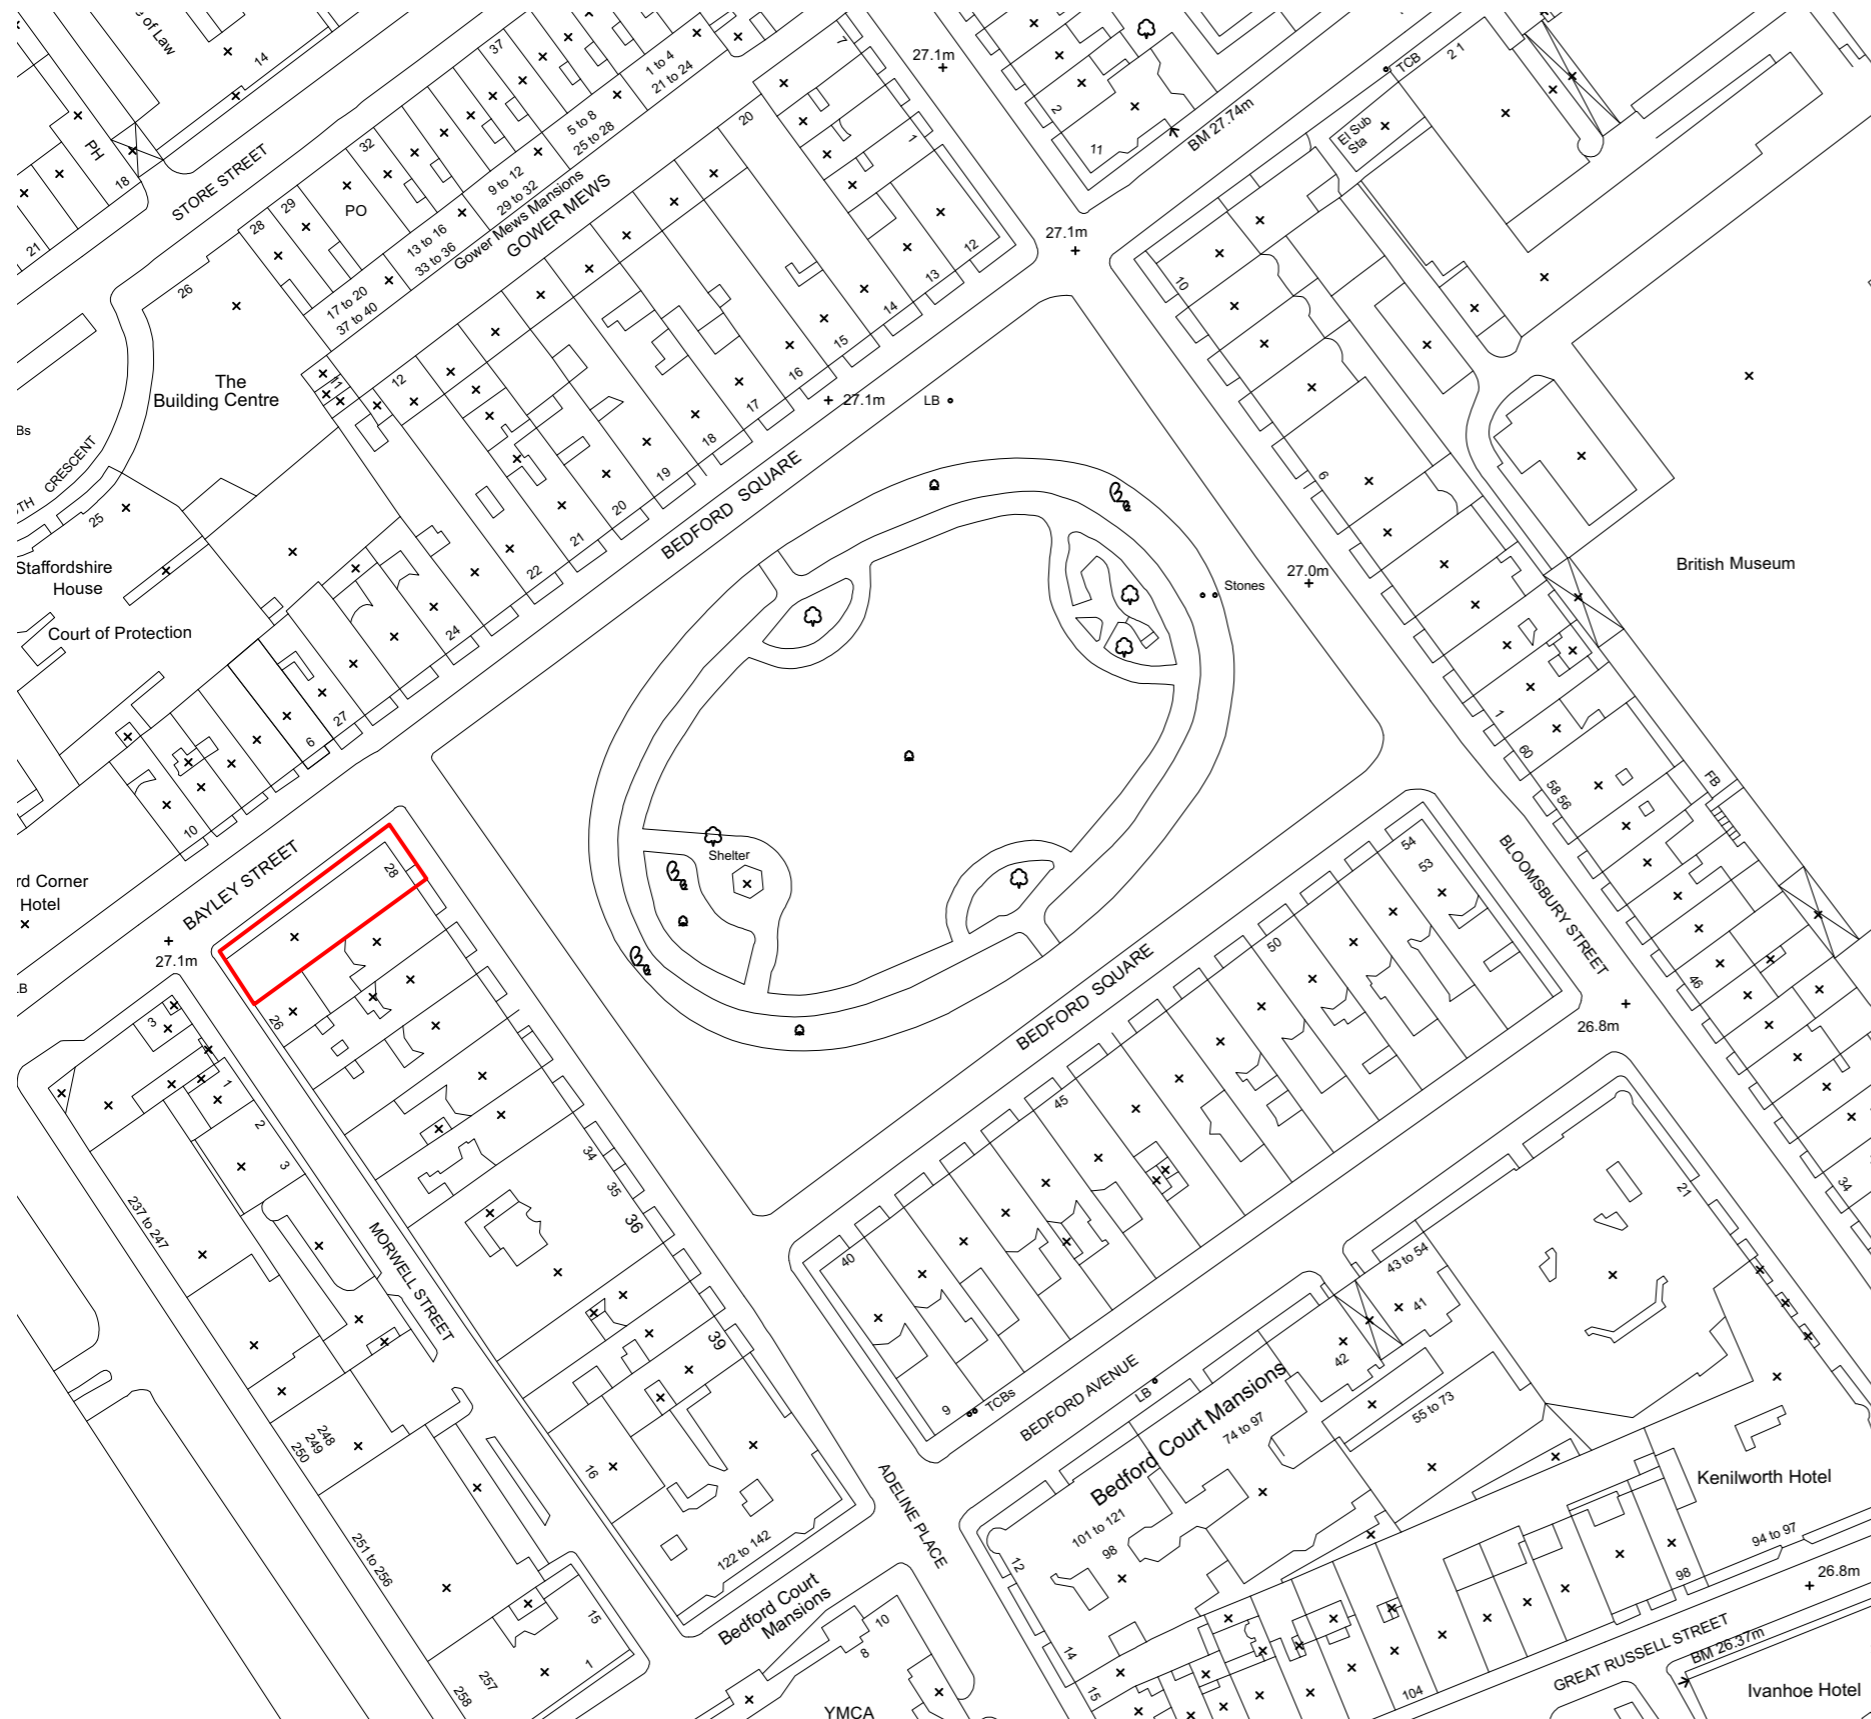 of Law
14
37
1 to 4
21 to 24
7
27.1m
2
11
BM 27.74m
TCB
2 1
El Sub
Sta
PH
18
21
STORE STREET
32
29
28
PO
5 to 8
25 to 28
9 to 12
29 to 32
13 to 16
33 to 36
17 to 20
37 to 40
Gower Mews Mansions
GOWER MEWS
20
1
12
13
14
15
16
17
18
19
20
21
22
24
27
6
10
27.1m
26
The
Building Centre
11
12
Bs
CRESCENT
TH
25
Staffordshire
House
Court of Protection
27.1m
LB
BEDFORD SQUARE
10
6
1
Stones
27.0m
British Museum
60
58 56
FB
BLOOMSBURY STREET
46
34
rd Corner
Hotel
BAYLEY STREET
28
27.1m
.B
26
Shelter
BEDFORD SQUARE
54
53
50
45
40
9
TCBs
26.8m
3
1
2
3
237 to 247
MORWELL STREET
34
35
36
39
16
248
249
250
251 to 256
257
258
15
1
122 to 142
Bedford Court
Mansions
ADELINE PLACE
BEDFORD AVENUE
LB
Bedford Court Mansions
74 to 97
101 to 121
98
43 to 54
41
42
55 to 73
21
12
14
15
10
8
YMCA
Kenilworth Hotel
94 to 97
98
104
26.8m
GREAT RUSSELL STREET
BM 26.37m
Ivanhoe Hotel